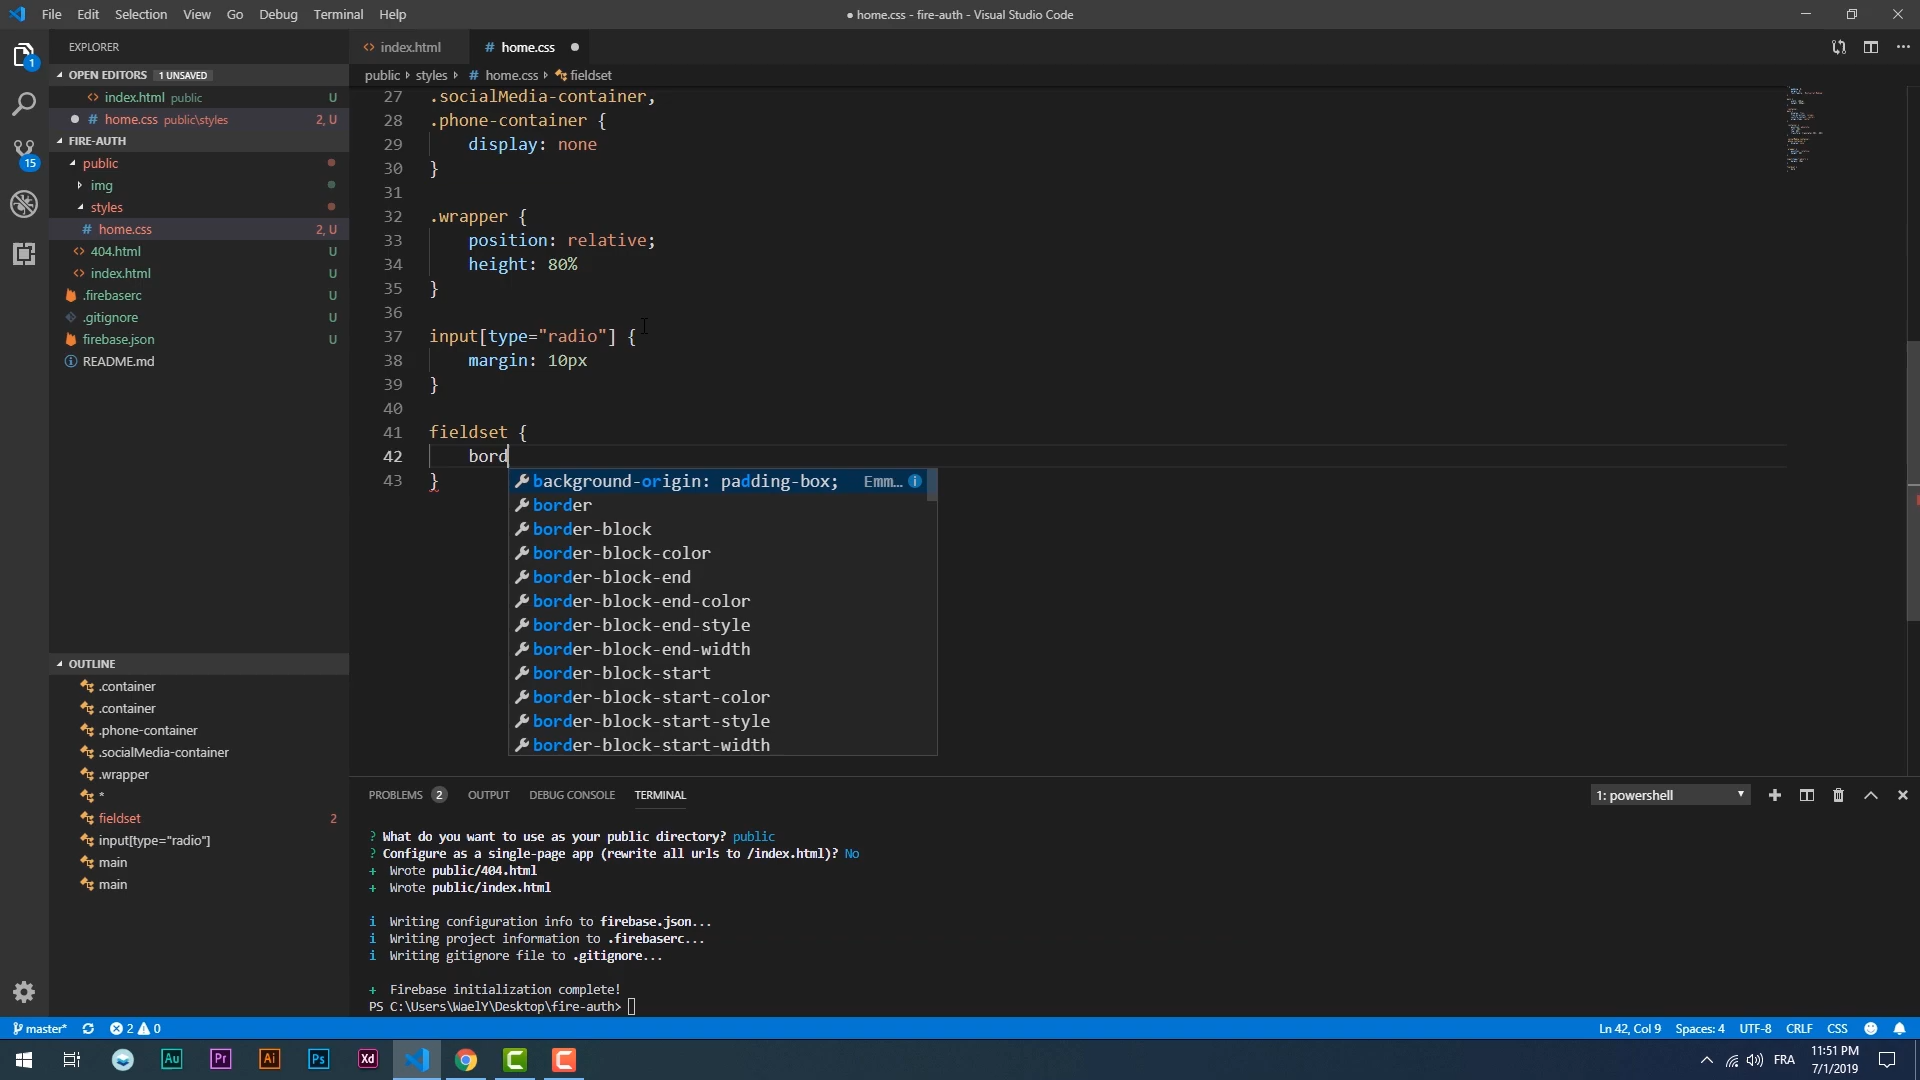 File Edit Selection View Go Debug Terminal Help
● home.css - fire-auth - Visual Studio Code
EXPLORER
index.html
# home.css
OPEN EDITORS 1 UNSAVED
public styles # home.css fieldset
index.html public U
# home.css public\styles 2, U
FIRE-AUTH
public
img
styles
# home.css 2, U
404.html U
index.html U
.firebaserc U
.gitignore U
firebase.json U
README.md
1
15
27 .socialMedia-container,
28 .phone-container {
29 display: none
30 }
31
32 .wrapper {
33 position: relative;
34 height: 80%
35 }
36
37 input[type="radio"] {
38 margin: 10px
39 }
40
41 fieldset {
42 bord
43 }
background-origin: padding-box; Emm...
border
border-block
border-block-color
border-block-end
border-block-end-color
border-block-end-style
border-block-end-width
border-block-start
border-block-start-color
border-block-start-style
border-block-start-width
OUTLINE
.container
.container
.phone-container
.socialMedia-container
.wrapper
*
fieldset 2
input[type="radio"]
main
main
PROBLEMS 2 OUTPUT DEBUG CONSOLE TERMINAL
1: powershell
? What do you want to use as your public directory? public
? Configure as a single-page app (rewrite all urls to /index.html)? No
+ Wrote public/404.html
+ Wrote public/index.html
i Writing configuration info to firebase.json...
i Writing project information to .firebaserc...
i Writing gitignore file to .gitignore...
+ Firebase initialization complete!
PS C:\Users\WaelY\Desktop\fire-auth>
master* 2 0
Ln 42, Col 9 Spaces: 4 UTF-8 CRLF CSS
Au Pr Ai Ps Xd
FRA
11:51 PM
7/1/2019